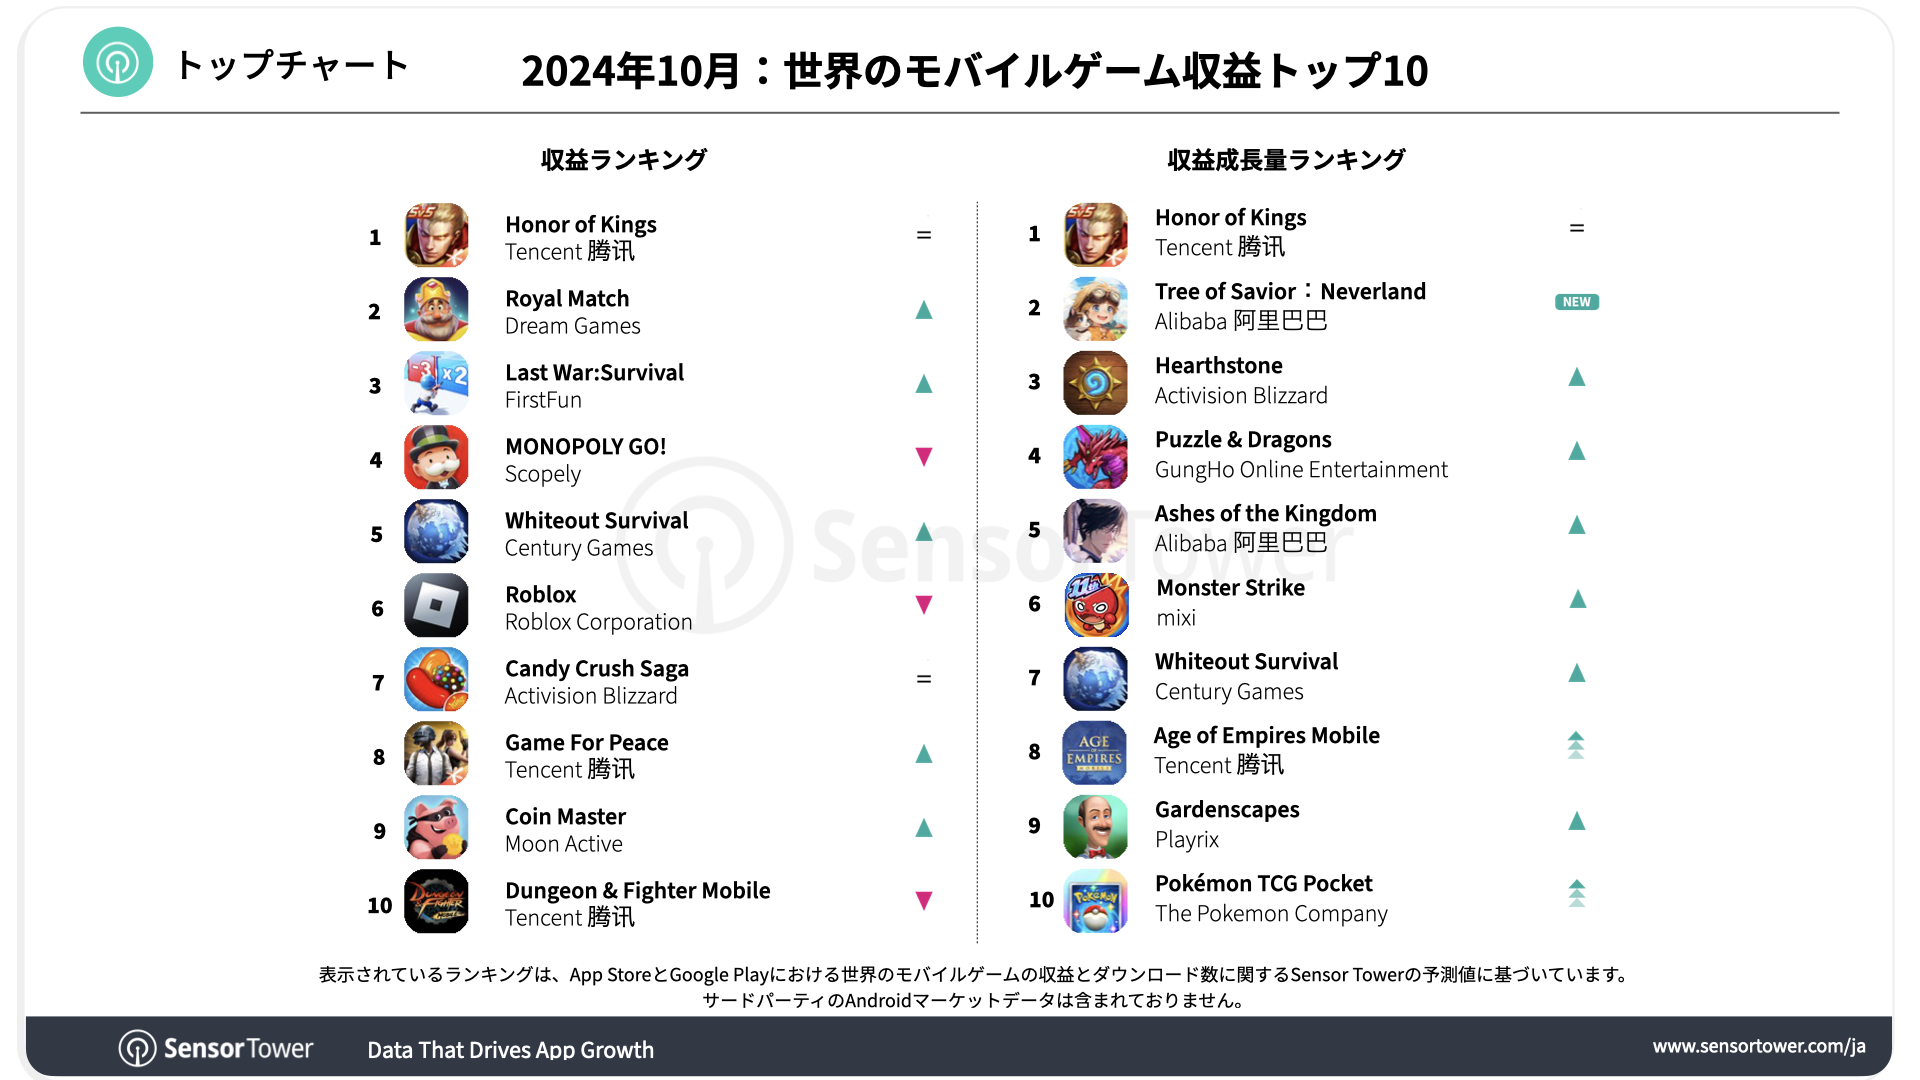 トップチャート
2024年10月：世界のモバイルゲーム収益トップ10
収益ランキング
1
Honor of Kings
Tencent 腾讯
=
2
Royal Match
Dream Games
3
Last War:Survival
FirstFun
4
MONOPOLY GO!
Scopely
5
Whiteout Survival
Century Games
6
Roblox
Roblox Corporation
7
Candy Crush Saga
Activision Blizzard
=
8
Game For Peace
Tencent 腾讯
9
Coin Master
Moon Active
10
Dungeon & Fighter Mobile
Tencent 腾讯
収益成長量ランキング
1
Honor of Kings
Tencent 腾讯
=
2
Tree of Savior：Neverland
Alibaba 阿里巴巴
NEW
3
Hearthstone
Activision Blizzard
4
Puzzle & Dragons
GungHo Online Entertainment
5
Ashes of the Kingdom
Alibaba 阿里巴巴
6
Monster Strike
mixi
7
Whiteout Survival
Century Games
8
AGE
OF
EMPIRES
MOBILE
Age of Empires Mobile
Tencent 腾讯
9
Gardenscapes
Playrix
10
Pokémon TCG Pocket
The Pokemon Company
SensorTower
表示されているランキングは、App StoreとGoogle Playにおける世界のモバイルゲームの収益とダウンロード数に関するSensor Towerの予測値に基づいています。
サードパーティのAndroidマーケットデータは含まれておりません。
SensorTower
Data That Drives App Growth
www.sensortower.com/ja